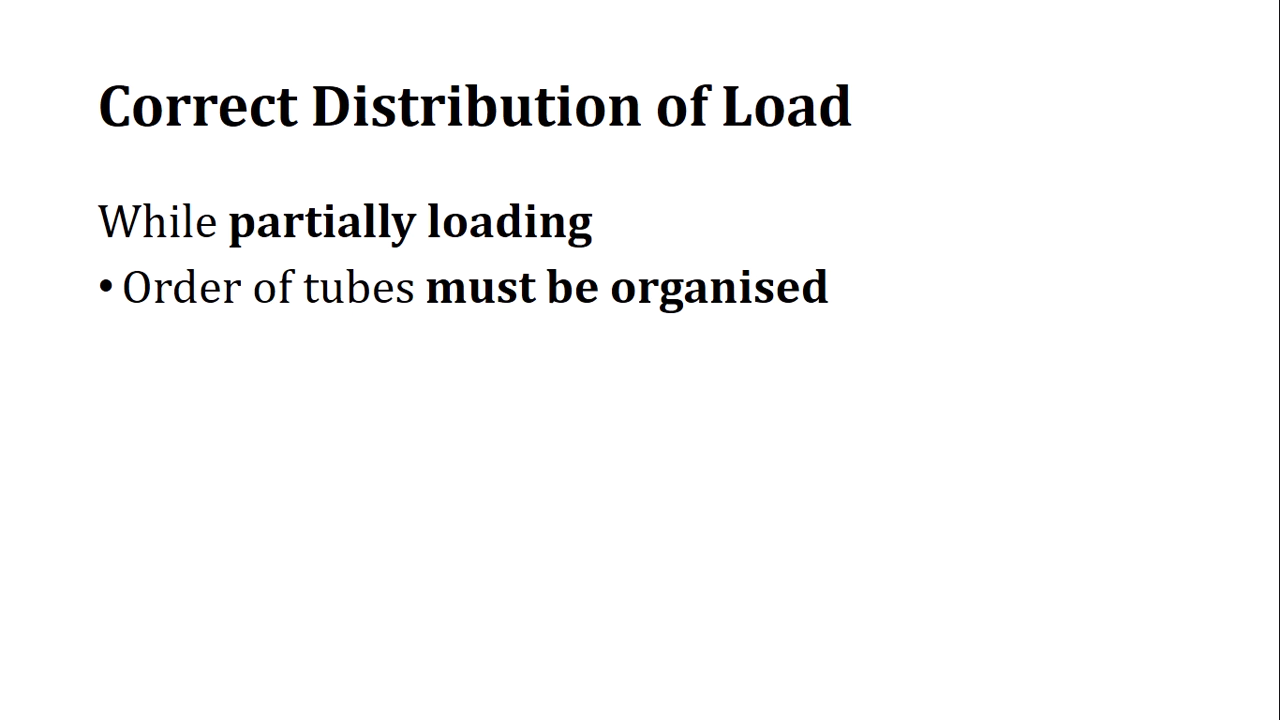 Correct Distribution of Load
While partially loading
• Order of tubes must be organised